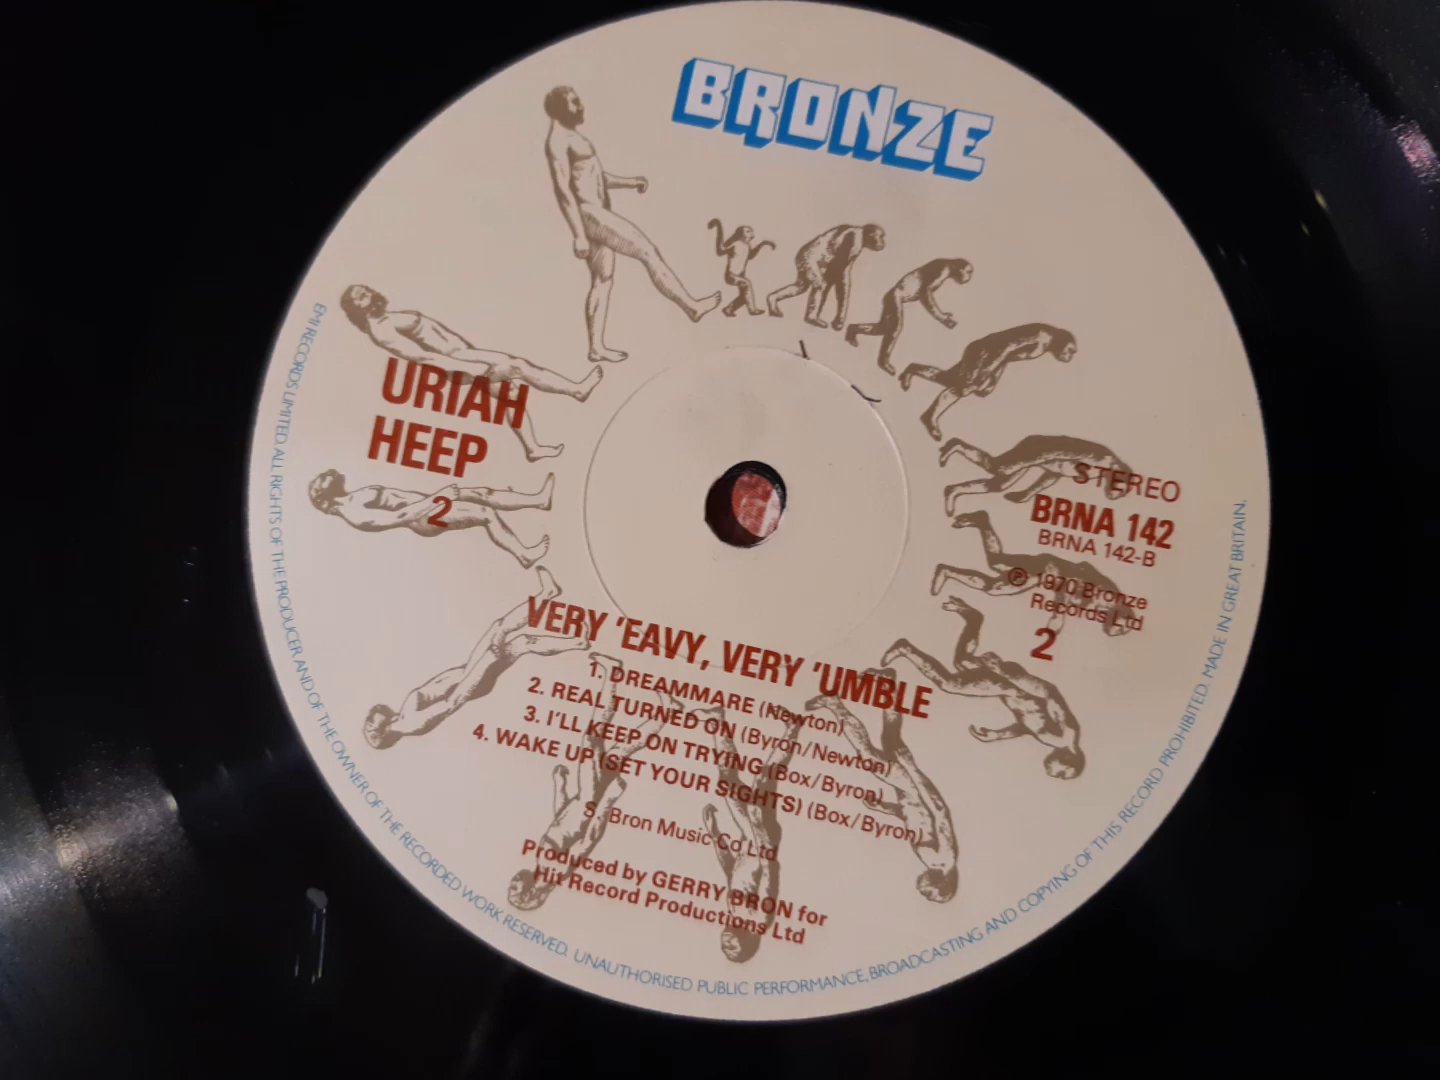 BRONZE
URIAH
HEEP
2
STEREO
BRNA 142
BRNA 142-B
℗ 1970 Bronze
Records Ltd
2
VERY 'EAVY, VERY 'UMBLE
1. DREAMMARE (Newton)
2. REAL TURNED ON (Byron/Newton)
3. I'LL KEEP ON TRYING (Box/Byron)
4. WAKE UP (SET YOUR SIGHTS) (Box/Byron)
S. Bron Music Co Ltd
Produced by GERRY BRON for
Hit Record Productions Ltd
EMI RECORDS LIMITED. ALL RIGHTS OF THE PRODUCER AND OF THE OWNER OF THE RECORDED WORK RESERVED. UNAUTHORISED PUBLIC PERFORMANCE, BROADCASTING AND COPYING OF THIS RECORD PROHIBITED. MADE IN GREAT BRITAIN.